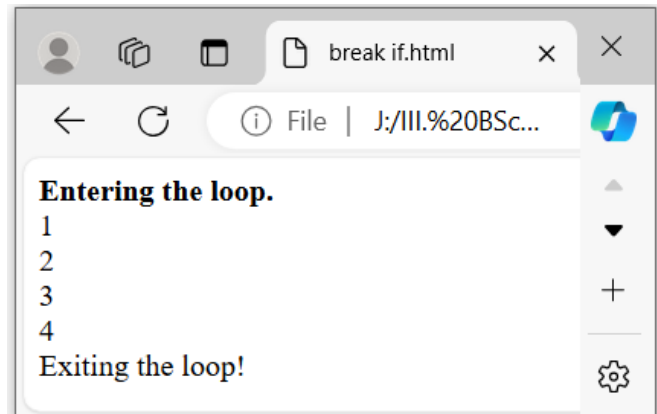 break if.html
File | J:/III.%20BSc...
Entering the loop.
1
2
3
4
Exiting the loop!